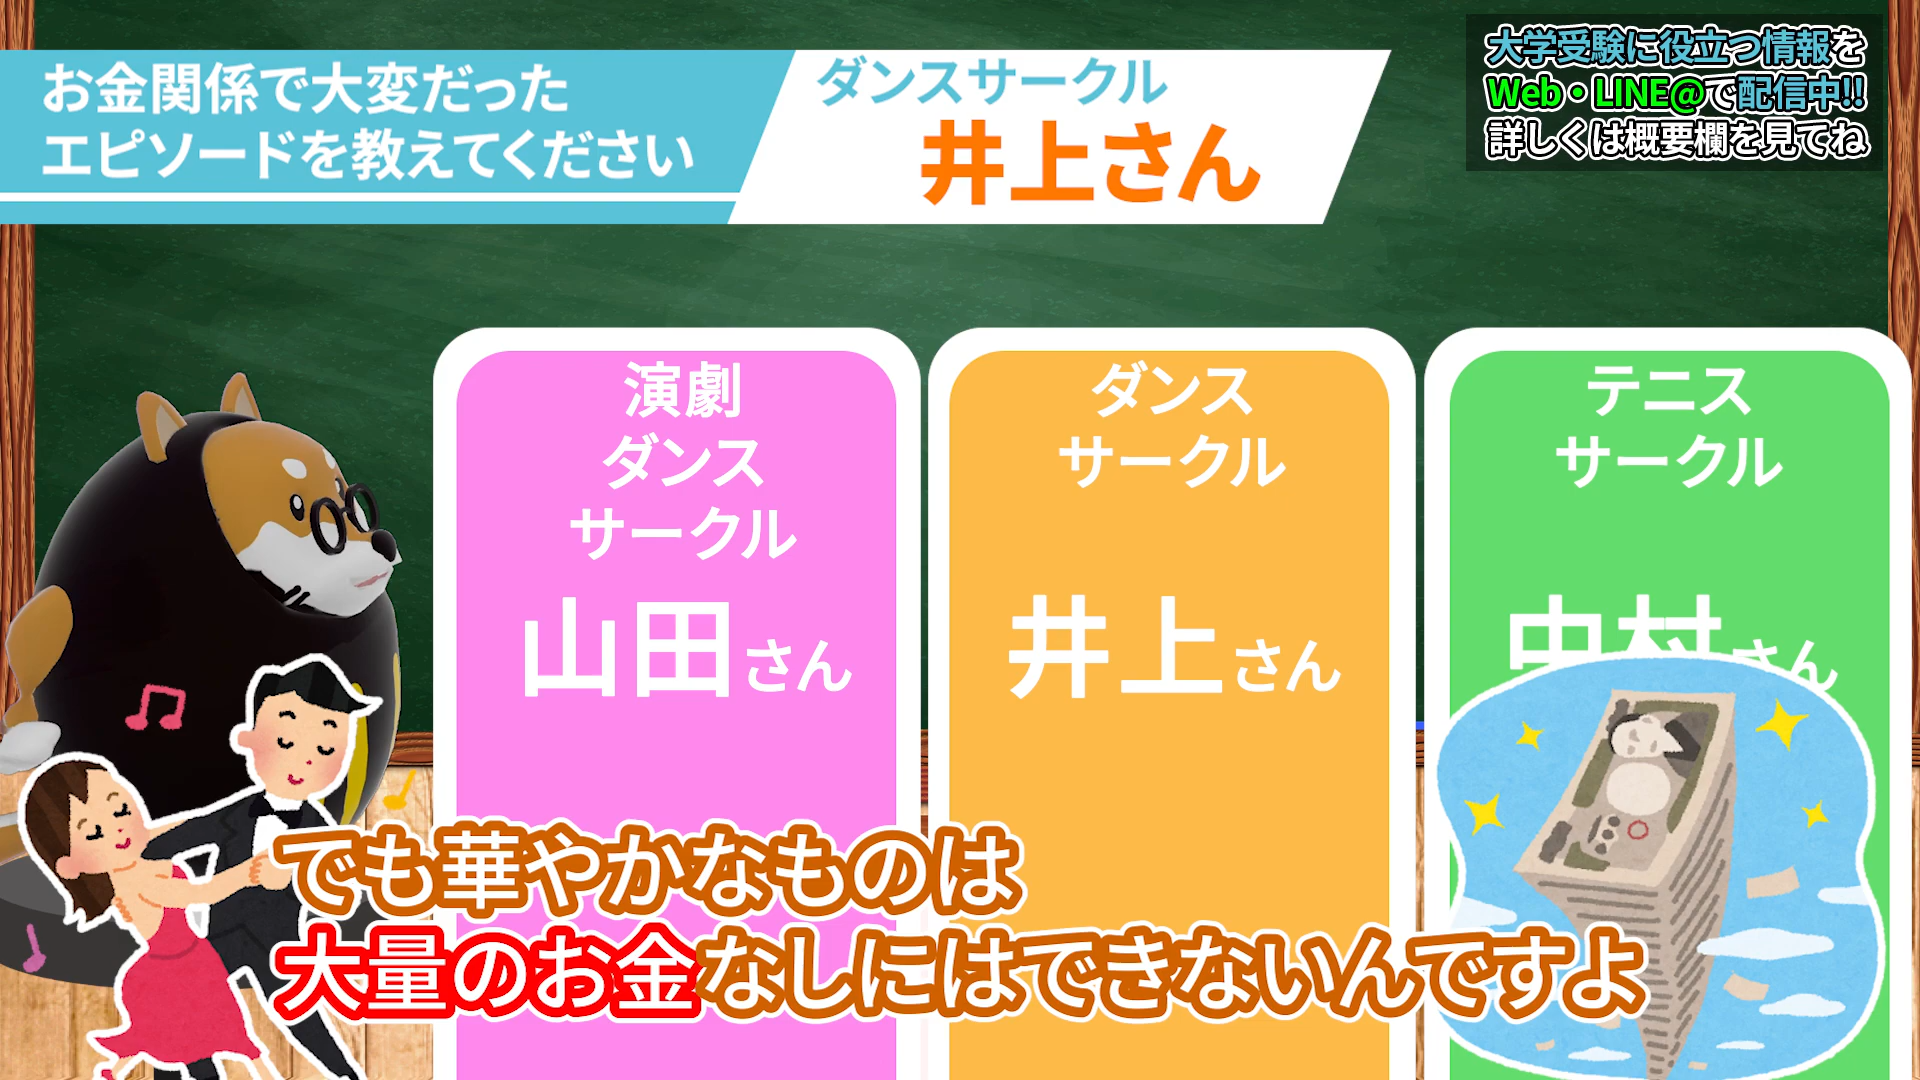 お金関係で大変だった
エピソードを教えてください
ダンスサークル
井上さん
大学受験に役立つ情報を
Web・LINE@で配信中!!
詳しくは概要欄を見てね
演劇
ダンス
サークル
山田さん
ダンス
サークル
井上さん
テニス
サークル
中村さん
でも華やかなものは
大量のお金なしにはできないんですよ